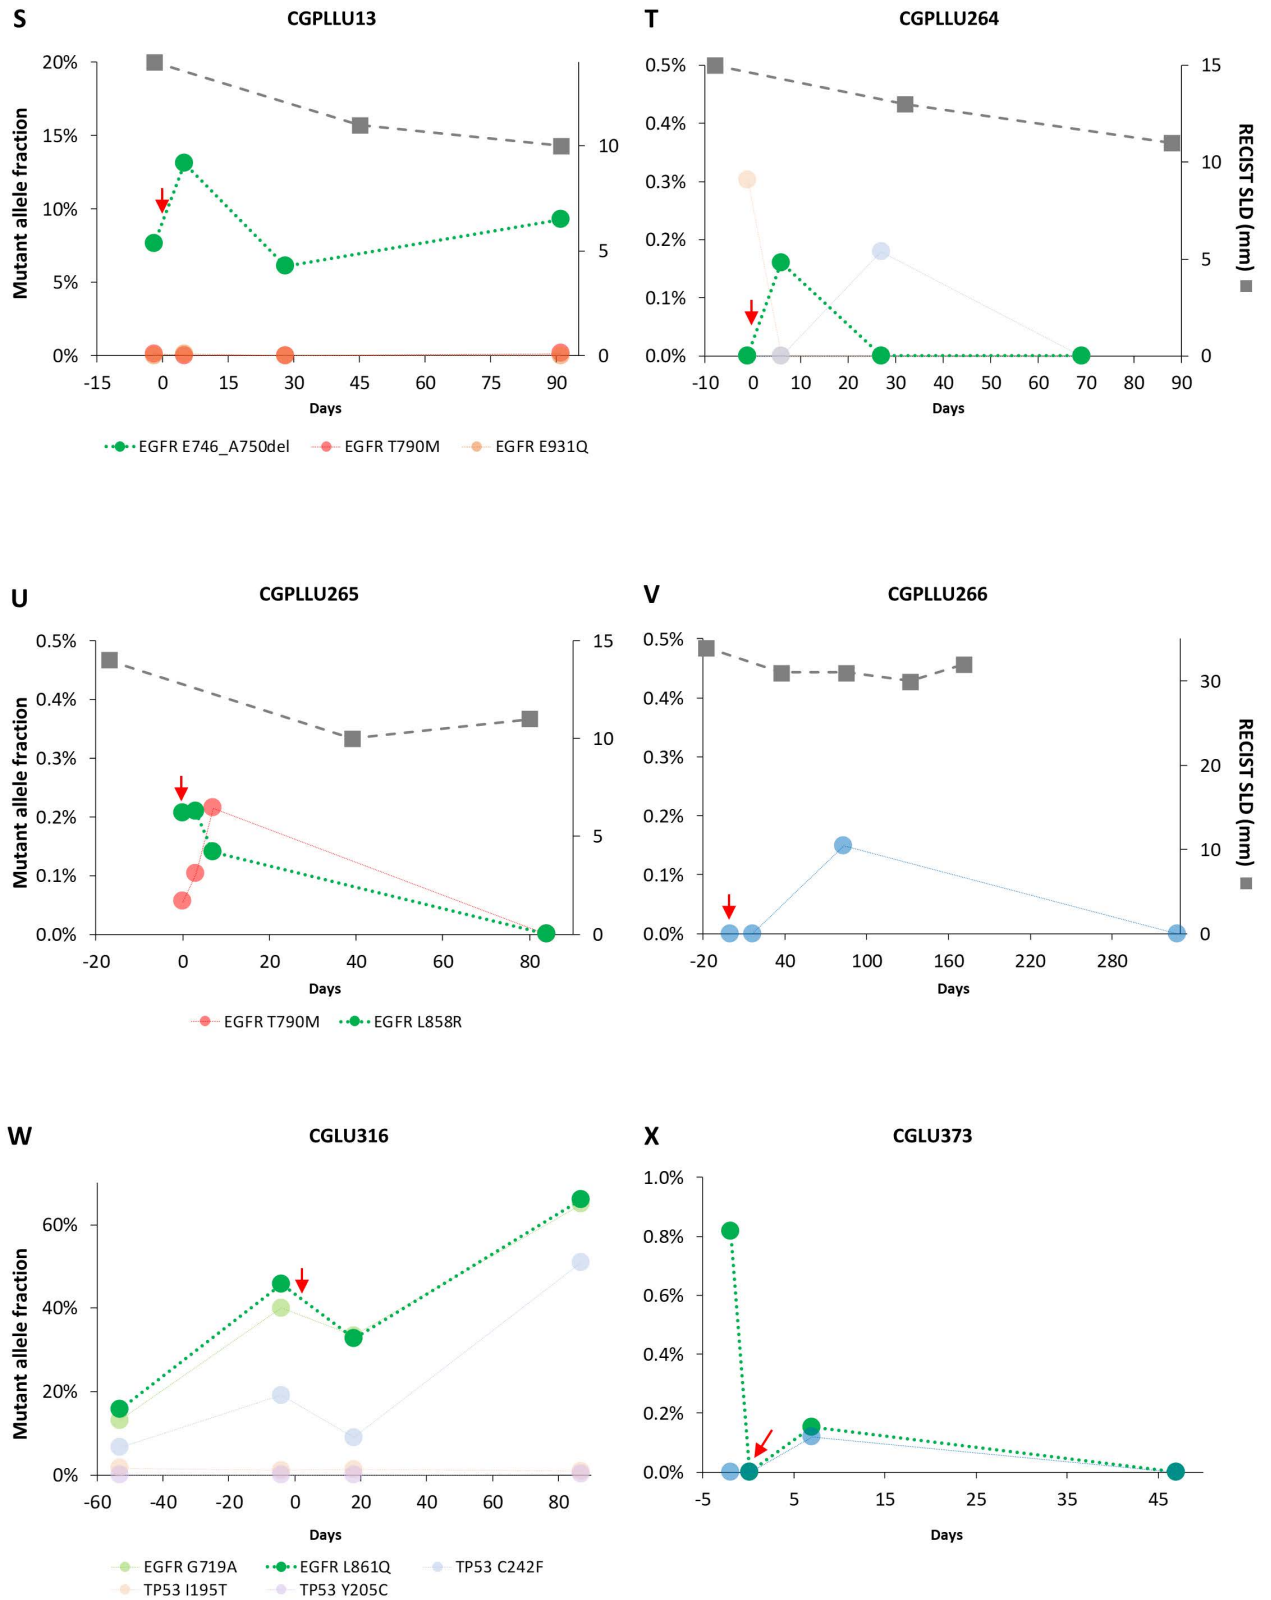 S CGPLLU13
20%
15%
10%
5%
0%
Mutant allele fraction
10
5
0
-15 0 15 30 45 60 75 90
Days
EGFR E746_A750del EGFR T790M EGFR E931Q
T CGPLLU264
0.5%
0.4%
0.3%
0.2%
0.1%
0.0%
15
10
5
0
RECIST SLD (mm)
-10 0 10 20 30 40 50 60 70 80 90
Days
U CGPLLU265
0.5%
0.4%
0.3%
0.2%
0.1%
0.0%
Mutant allele fraction
15
10
5
0
-20 0 20 40 60 80
Days
EGFR T790M EGFR L858R
V CGPLLU266
0.5%
0.4%
0.3%
0.2%
0.1%
0.0%
30
20
10
0
RECIST SLD (mm)
-20 40 100 160 220 280
Days
W CGLU316
60%
40%
20%
0%
Mutant allele fraction
-60 -40 -20 0 20 40 60 80
Days
EGFR G719A EGFR L861Q TP53 C242F
TP53 I195T TP53 Y205C
X CGLU373
1.0%
0.8%
0.6%
0.4%
0.2%
0.0%
-5 5 15 25 35 45
Days